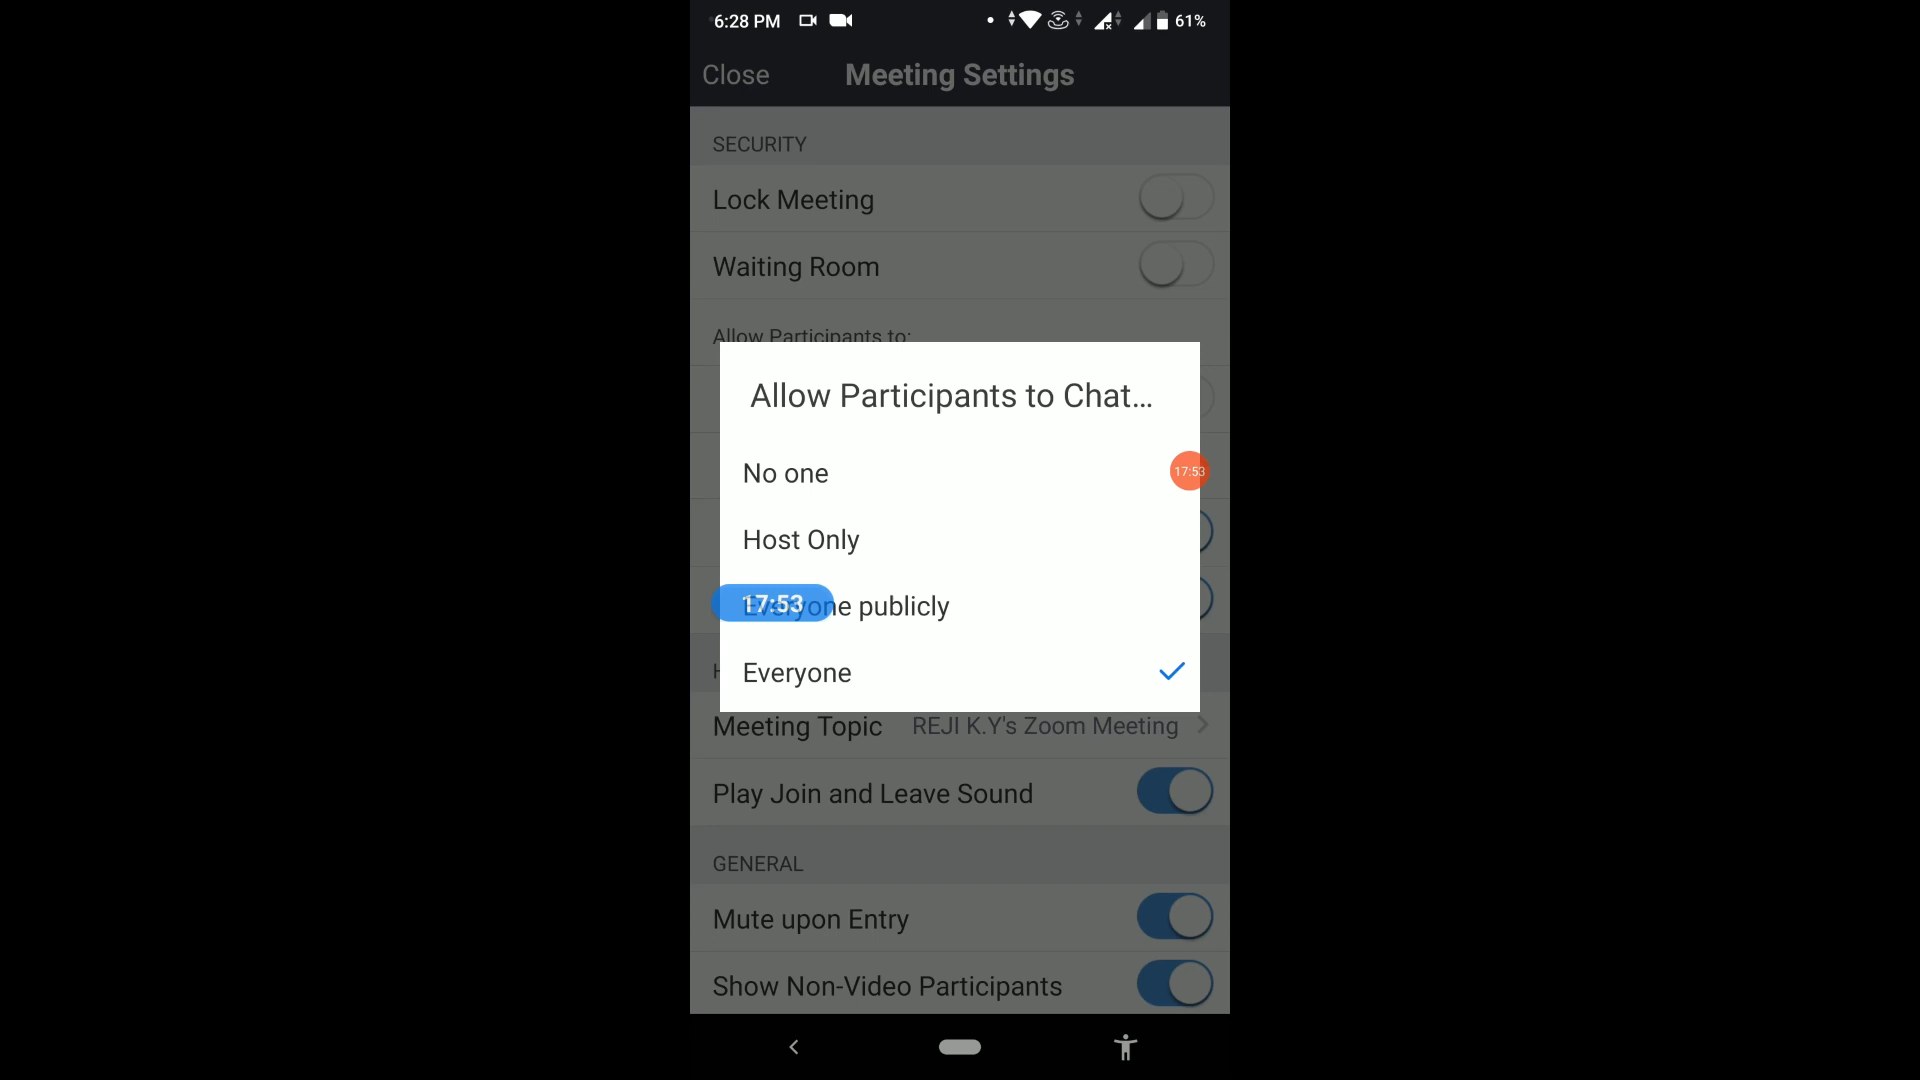 6:28 PM 61%
Close Meeting Settings
SECURITY
Lock Meeting
Waiting Room
Allow Participants to:
Allow Participants to Chat...
No one
17:53
Host Only
17:53
Everyone publicly
Everyone
Meeting Topic REJI K.Y's Zoom Meeting
Play Join and Leave Sound
GENERAL
Mute upon Entry
Show Non-Video Participants